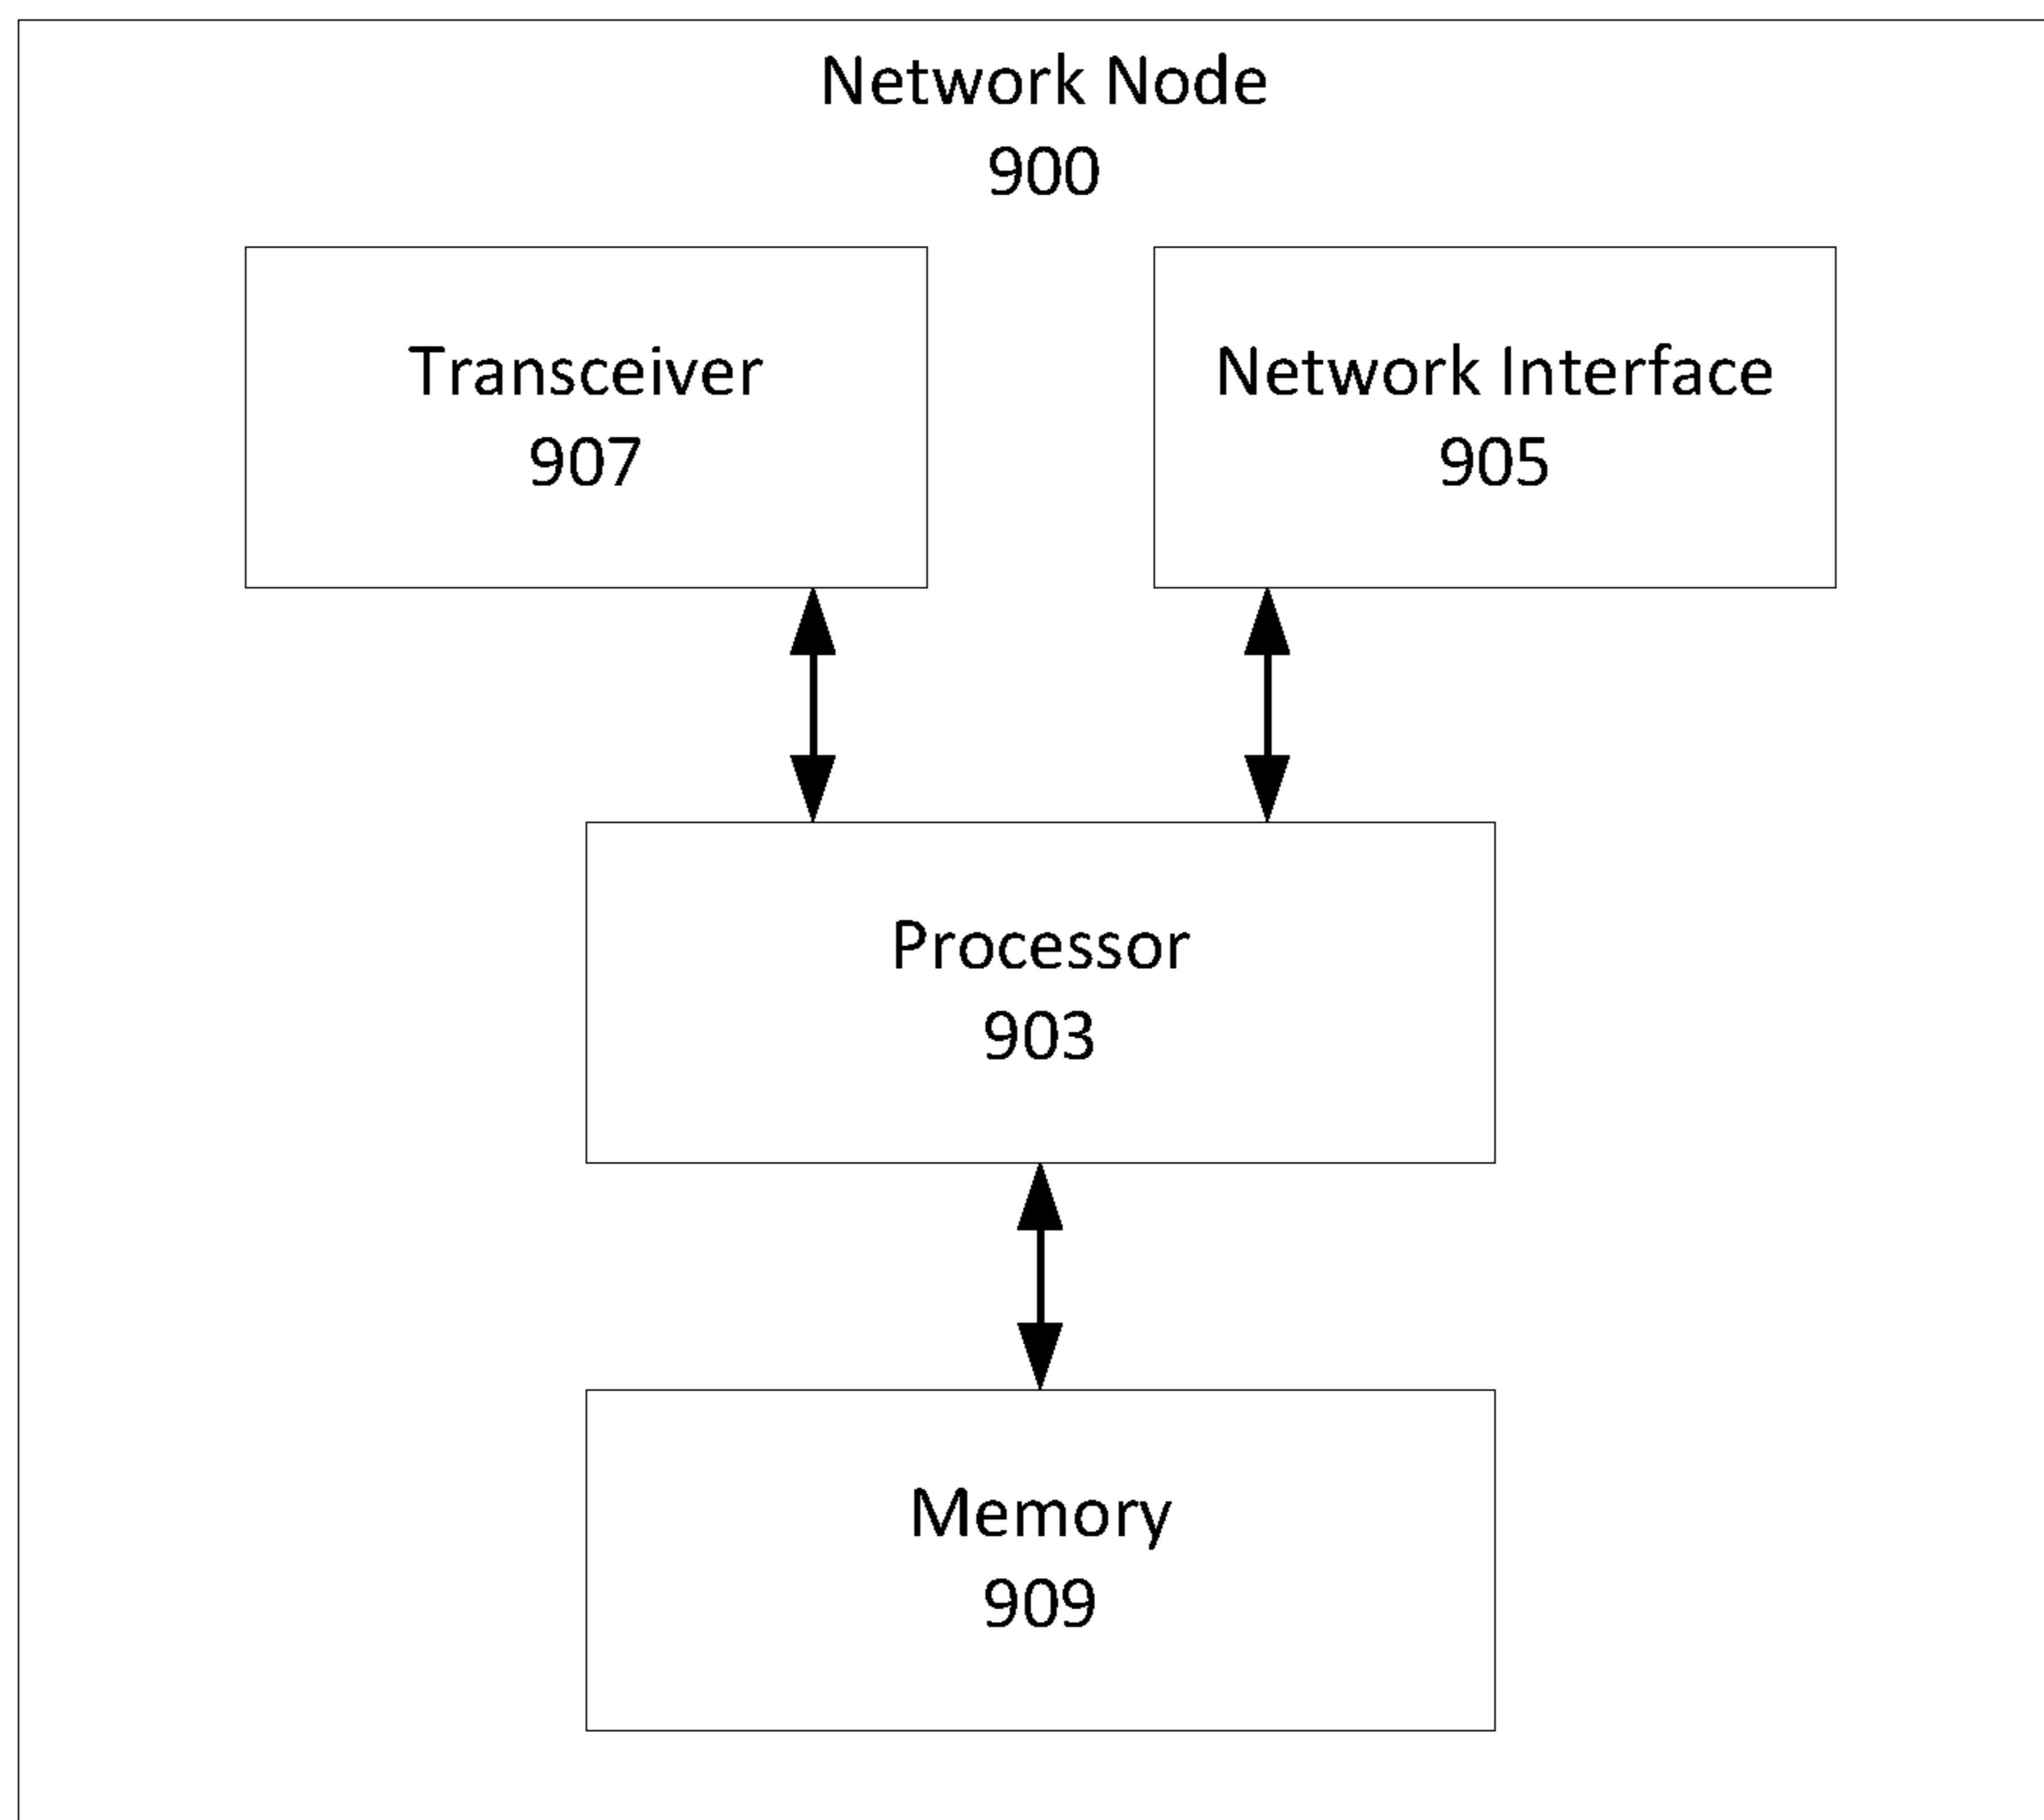 Network Node
900
Transceiver
907
Network Interface
905
Processor
903
Memory
909